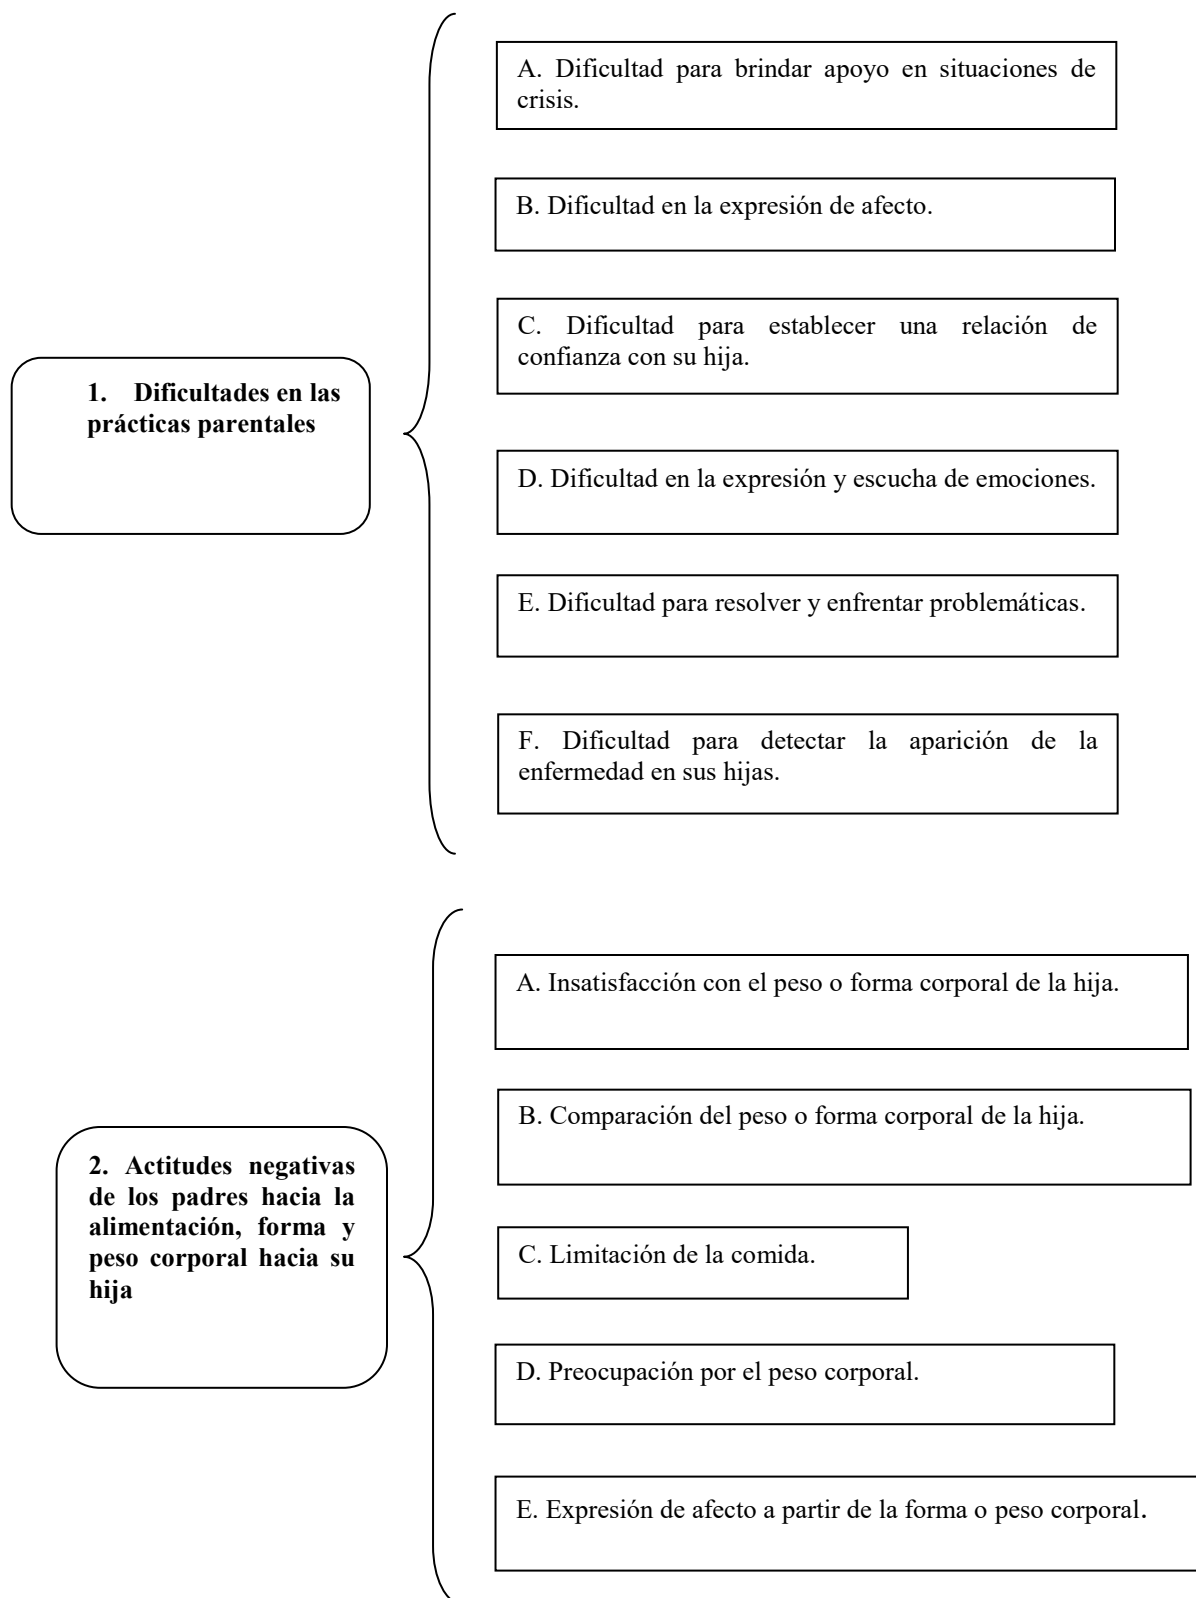 A. Dificultad para brindar apoyo en situaciones de
crisis.
B. Dificultad en la expresión de afecto.
C. Dificultad para establecer una relación de
confianza con su hija.
1. Dificultades en las
prácticas parentales
D. Dificultad en la expresión y escucha de emociones.
E. Dificultad para resolver y enfrentar problemáticas.
F. Dificultad para detectar la aparición de la
enfermedad en sus hijas.
A. Insatisfacción con el peso o forma corporal de la hija.
B. Comparación del peso o forma corporal de la hija.
2. Actitudes negativas
de los padres hacia la
alimentación, forma y
peso corporal hacia su
hija
C. Limitación de la comida.
D. Preocupación por el peso corporal.
E. Expresión de afecto a partir de la forma o peso corporal.